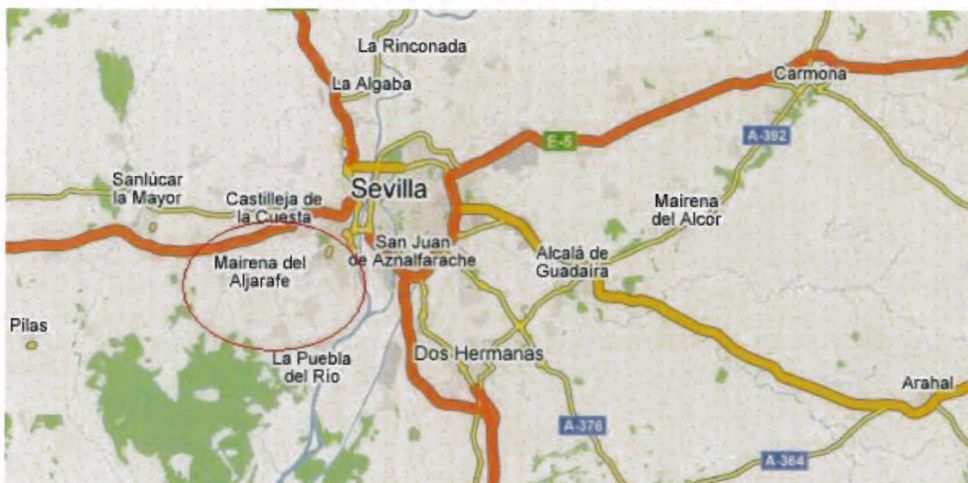 La Rinconada
La Algaba
Carmona
E-5
A-392
Sanlúcar
la Mayor
Castilleja de
la Cuesta
Sevilla
Mairena
del Alcor
San Juan
de Aznalfarache
Alcalá de
Guadaira
Mairena del
Aljarafe
Pilas
La Puebla
del Río
Dos Hermanas
Arahal
A-376
A-364